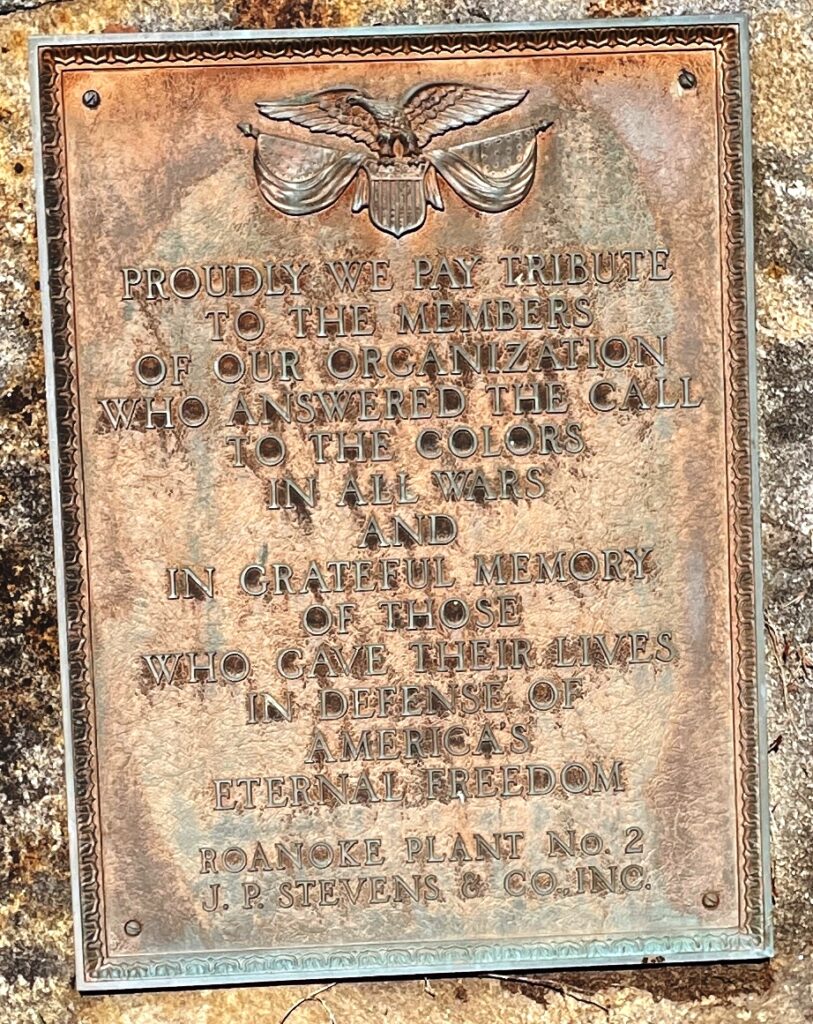 PROUDLY WE PAY TRIBUTE
TO THE MEMBERS
OF OUR ORGANIZATION
WHO ANSWERED THE CALL
TO THE COLORS
IN ALL WARS
AND
IN GRATEFUL MEMORY
OF THOSE
WHO GAVE THEIR LIVES
IN DEFENSE OF
AMERICA'S
ETERNAL FREEDOM
ROANOKE PLANT NO. 2
J. P. STEVENS & CO., INC.